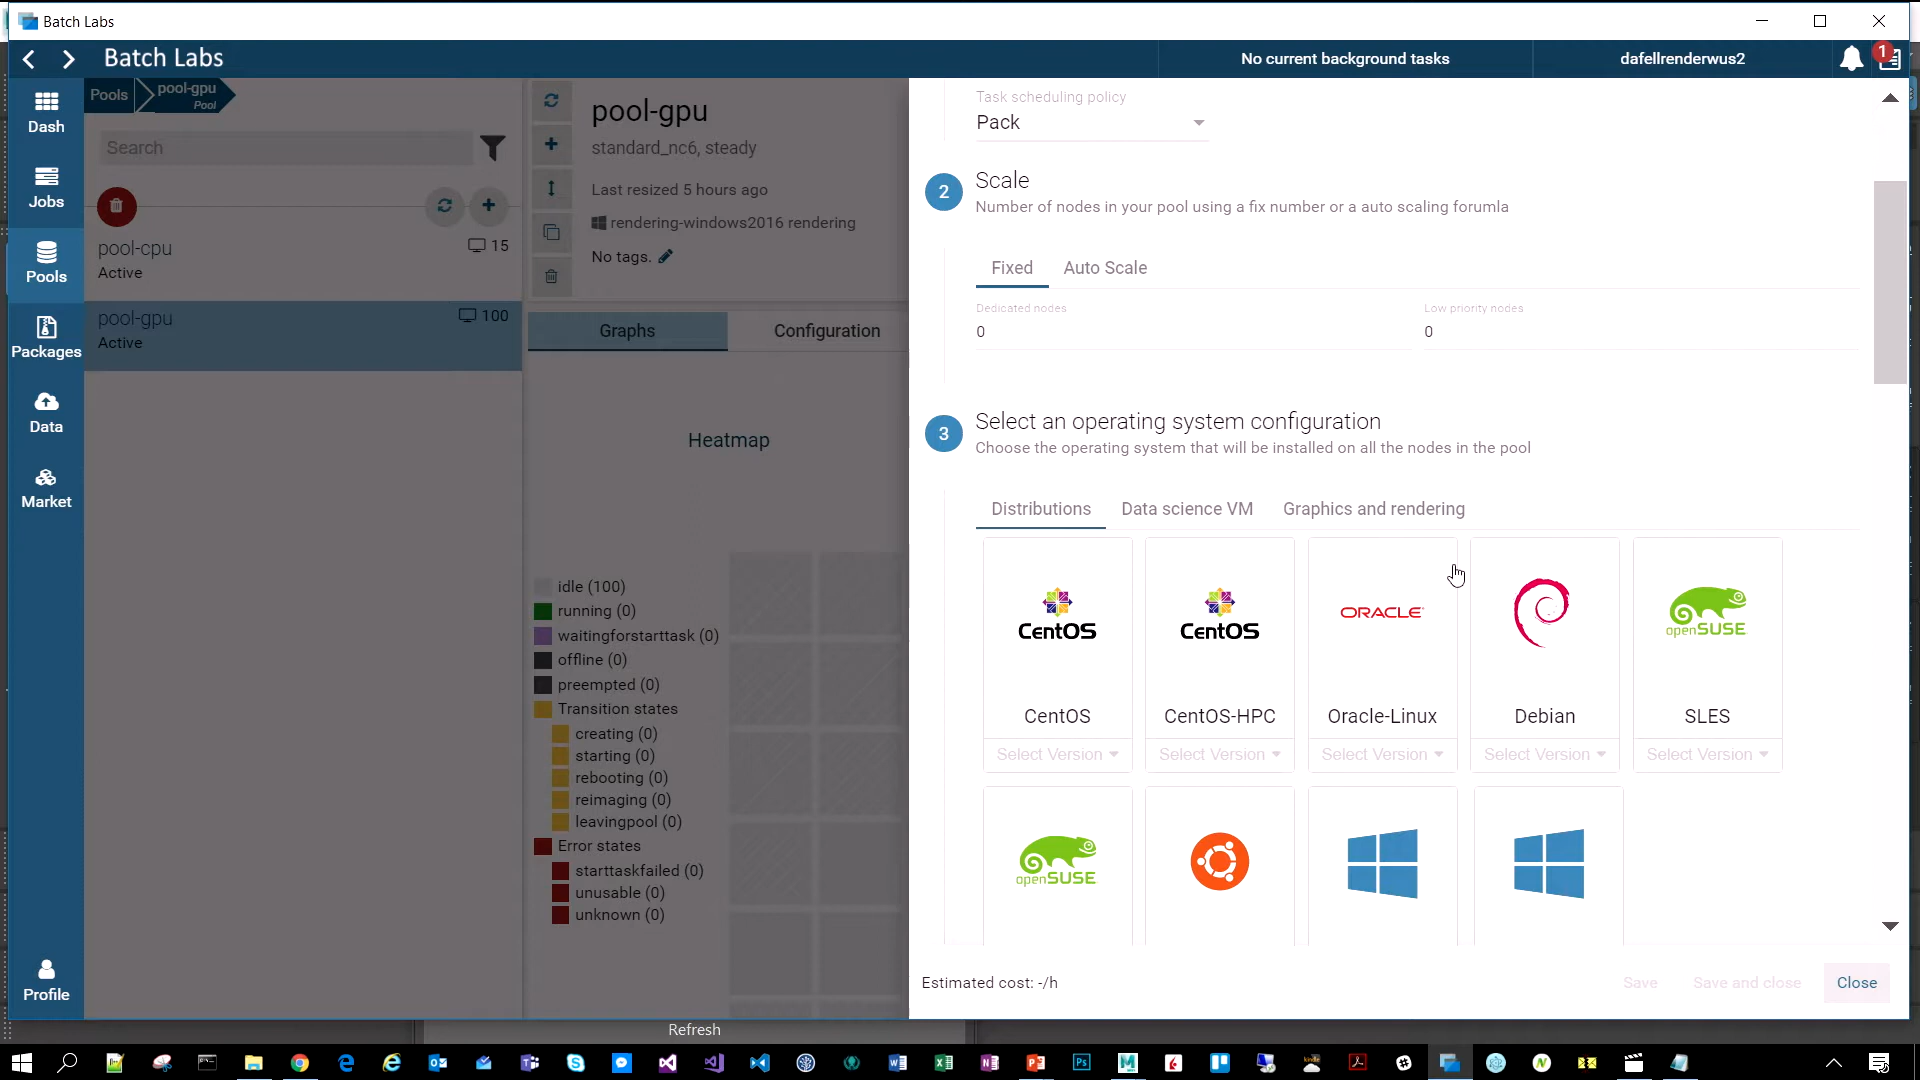 Batch Labs
Batch Labs
No current background tasks
dafellrenderwus2
1
Dash
Jobs
Pools
Packages
Data
Market
Profile
Pools
pool-gpu
Pool
Search
pool-cpu
15
Active
pool-gpu
100
Active
pool-gpu
standard_nc6, steady
Last resized 5 hours ago
rendering-windows2016 rendering
No tags.
Graphs
Configuration
Heatmap
idle (100)
running (0)
waitingforstarttask (0)
offline (0)
preempted (0)
Transition states
creating (0)
starting (0)
rebooting (0)
reimaging (0)
leavingpool (0)
Error states
starttaskfailed (0)
unusable (0)
unknown (0)
Task scheduling policy
Pack
2
Scale
Number of nodes in your pool using a fix number or a auto scaling forumla
Fixed
Auto Scale
Dedicated nodes
0
Low priority nodes
0
3
Select an operating system configuration
Choose the operating system that will be installed on all the nodes in the pool
Distributions
Data science VM
Graphics and rendering
CentOS
CentOS
ORACLE
openSUSE
CentOS
CentOS-HPC
Oracle-Linux
Debian
SLES
Select Version
Select Version
Select Version
Select Version
Select Version
openSUSE
Estimated cost: -/h
Save
Save and close
Close
Refresh